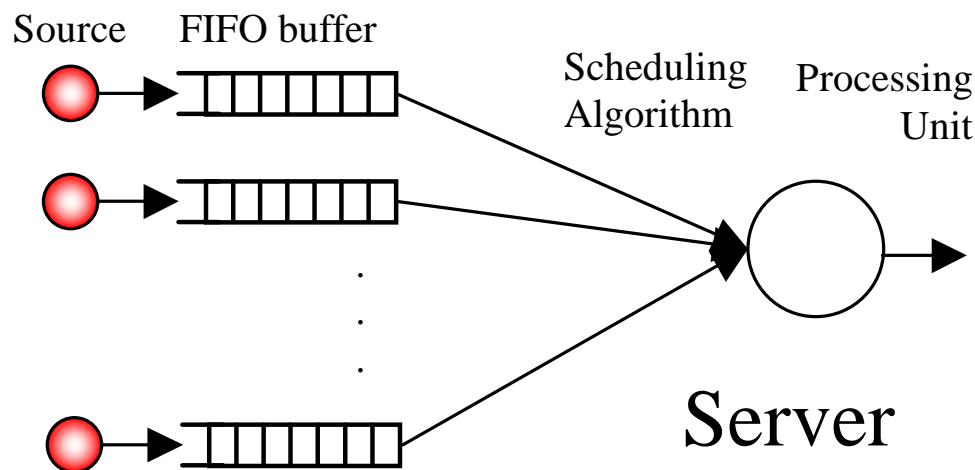 Source
FIFO buffer
Scheduling
Algorithm
Processing
Unit
.
.
.
Server